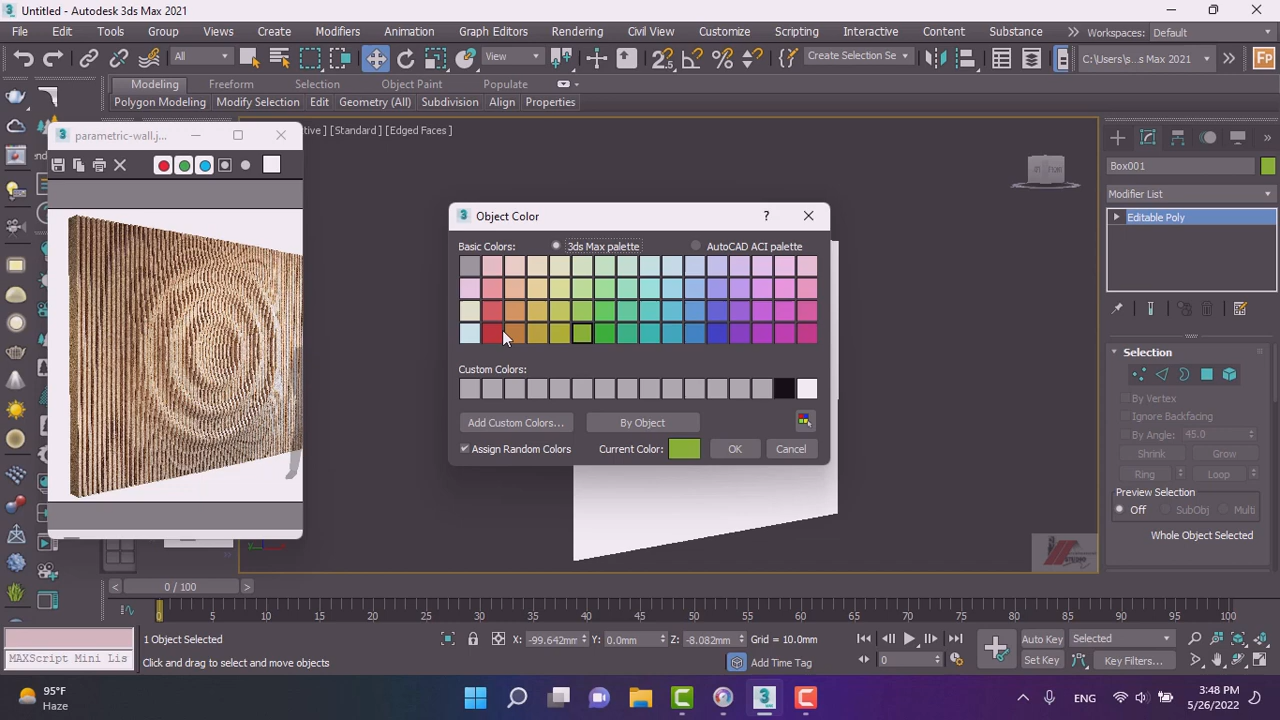 Untitled - Autodesk 3ds Max 2021
File Edit Tools Group Views Create Modifiers Animation Graph Editors Rendering Civil View Customize Scripting Interactive Content Substance Workspaces: Default
All View Create Selection Se C:\Users\s...s Max 2021
Modeling Freeform Selection Object Paint Populate
Polygon Modeling Modify Selection Edit Geometry (All) Subdivision Align Properties
[Standard ] [Edged Faces ]
parametric-wall.j...
Box001
Modifier List
Editable Poly
Object Color
?
Basic Colors: 3ds Max palette AutoCAD ACI palette
Custom Colors:
Add Custom Colors... By Object
Assign Random Colors Current Color: OK Cancel
Selection
By Vertex
Ignore Backfacing
By Angle: 45.0
Shrink Grow
Ring Loop
Preview Selection
Off SubObj Multi
Whole Object Selected
0 / 100
0 5 10 15 20 25 30 35 40 45 50 55 60 65 70 75 80 85 90 95 100
1 Object Selected X: -99.642mm Y: 0.0mm Z: -8.082mm Grid = 10.0mm Auto Key Selected
MAXScript Mini Lis Click and drag to select and move objects Add Time Tag 0 Set Key Key Filters...
95°F
Haze
ENG
3:48 PM
5/26/2022